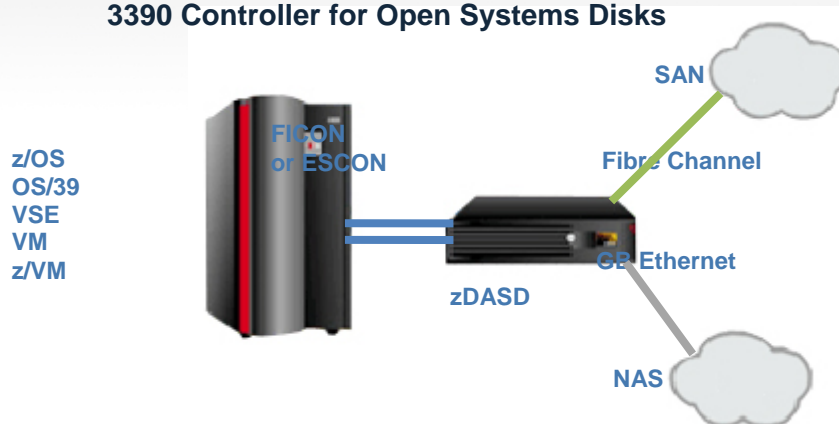 3390 Controller for Open Systems Disks
SAN
FICON
or ESCON
z/OS
OS/39
VSE
VM
z/VM
Fibre Channel
GB Ethernet
zDASD
NAS